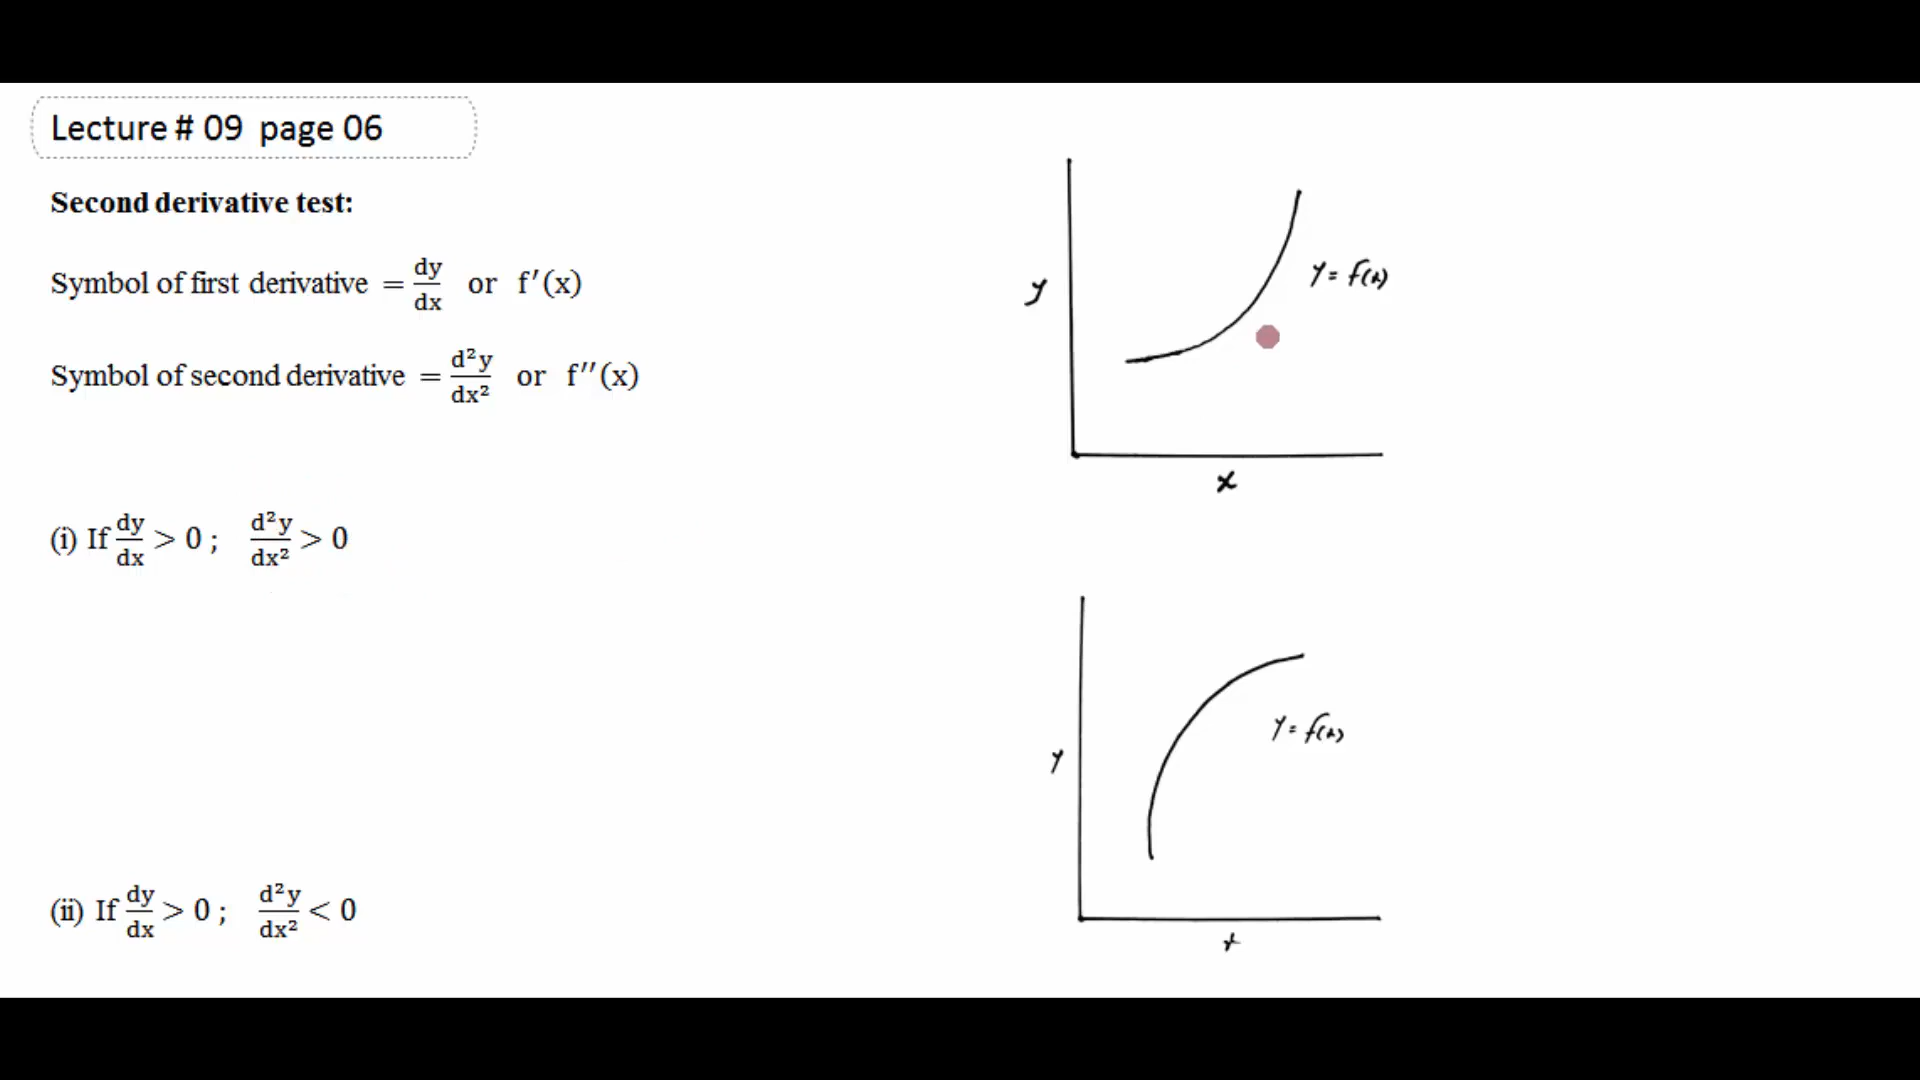 Lecture # 09 page 06
Second derivative test:
Symbol of first derivative = dy/dx or f′(x)
Symbol of second derivative = d²y/dx² or f″(x)
(i) If dy/dx > 0 ; d²y/dx² > 0
(ii) If dy/dx > 0 ; d²y/dx² < 0
y
y = f(x)
x
y
y = f(x)
x